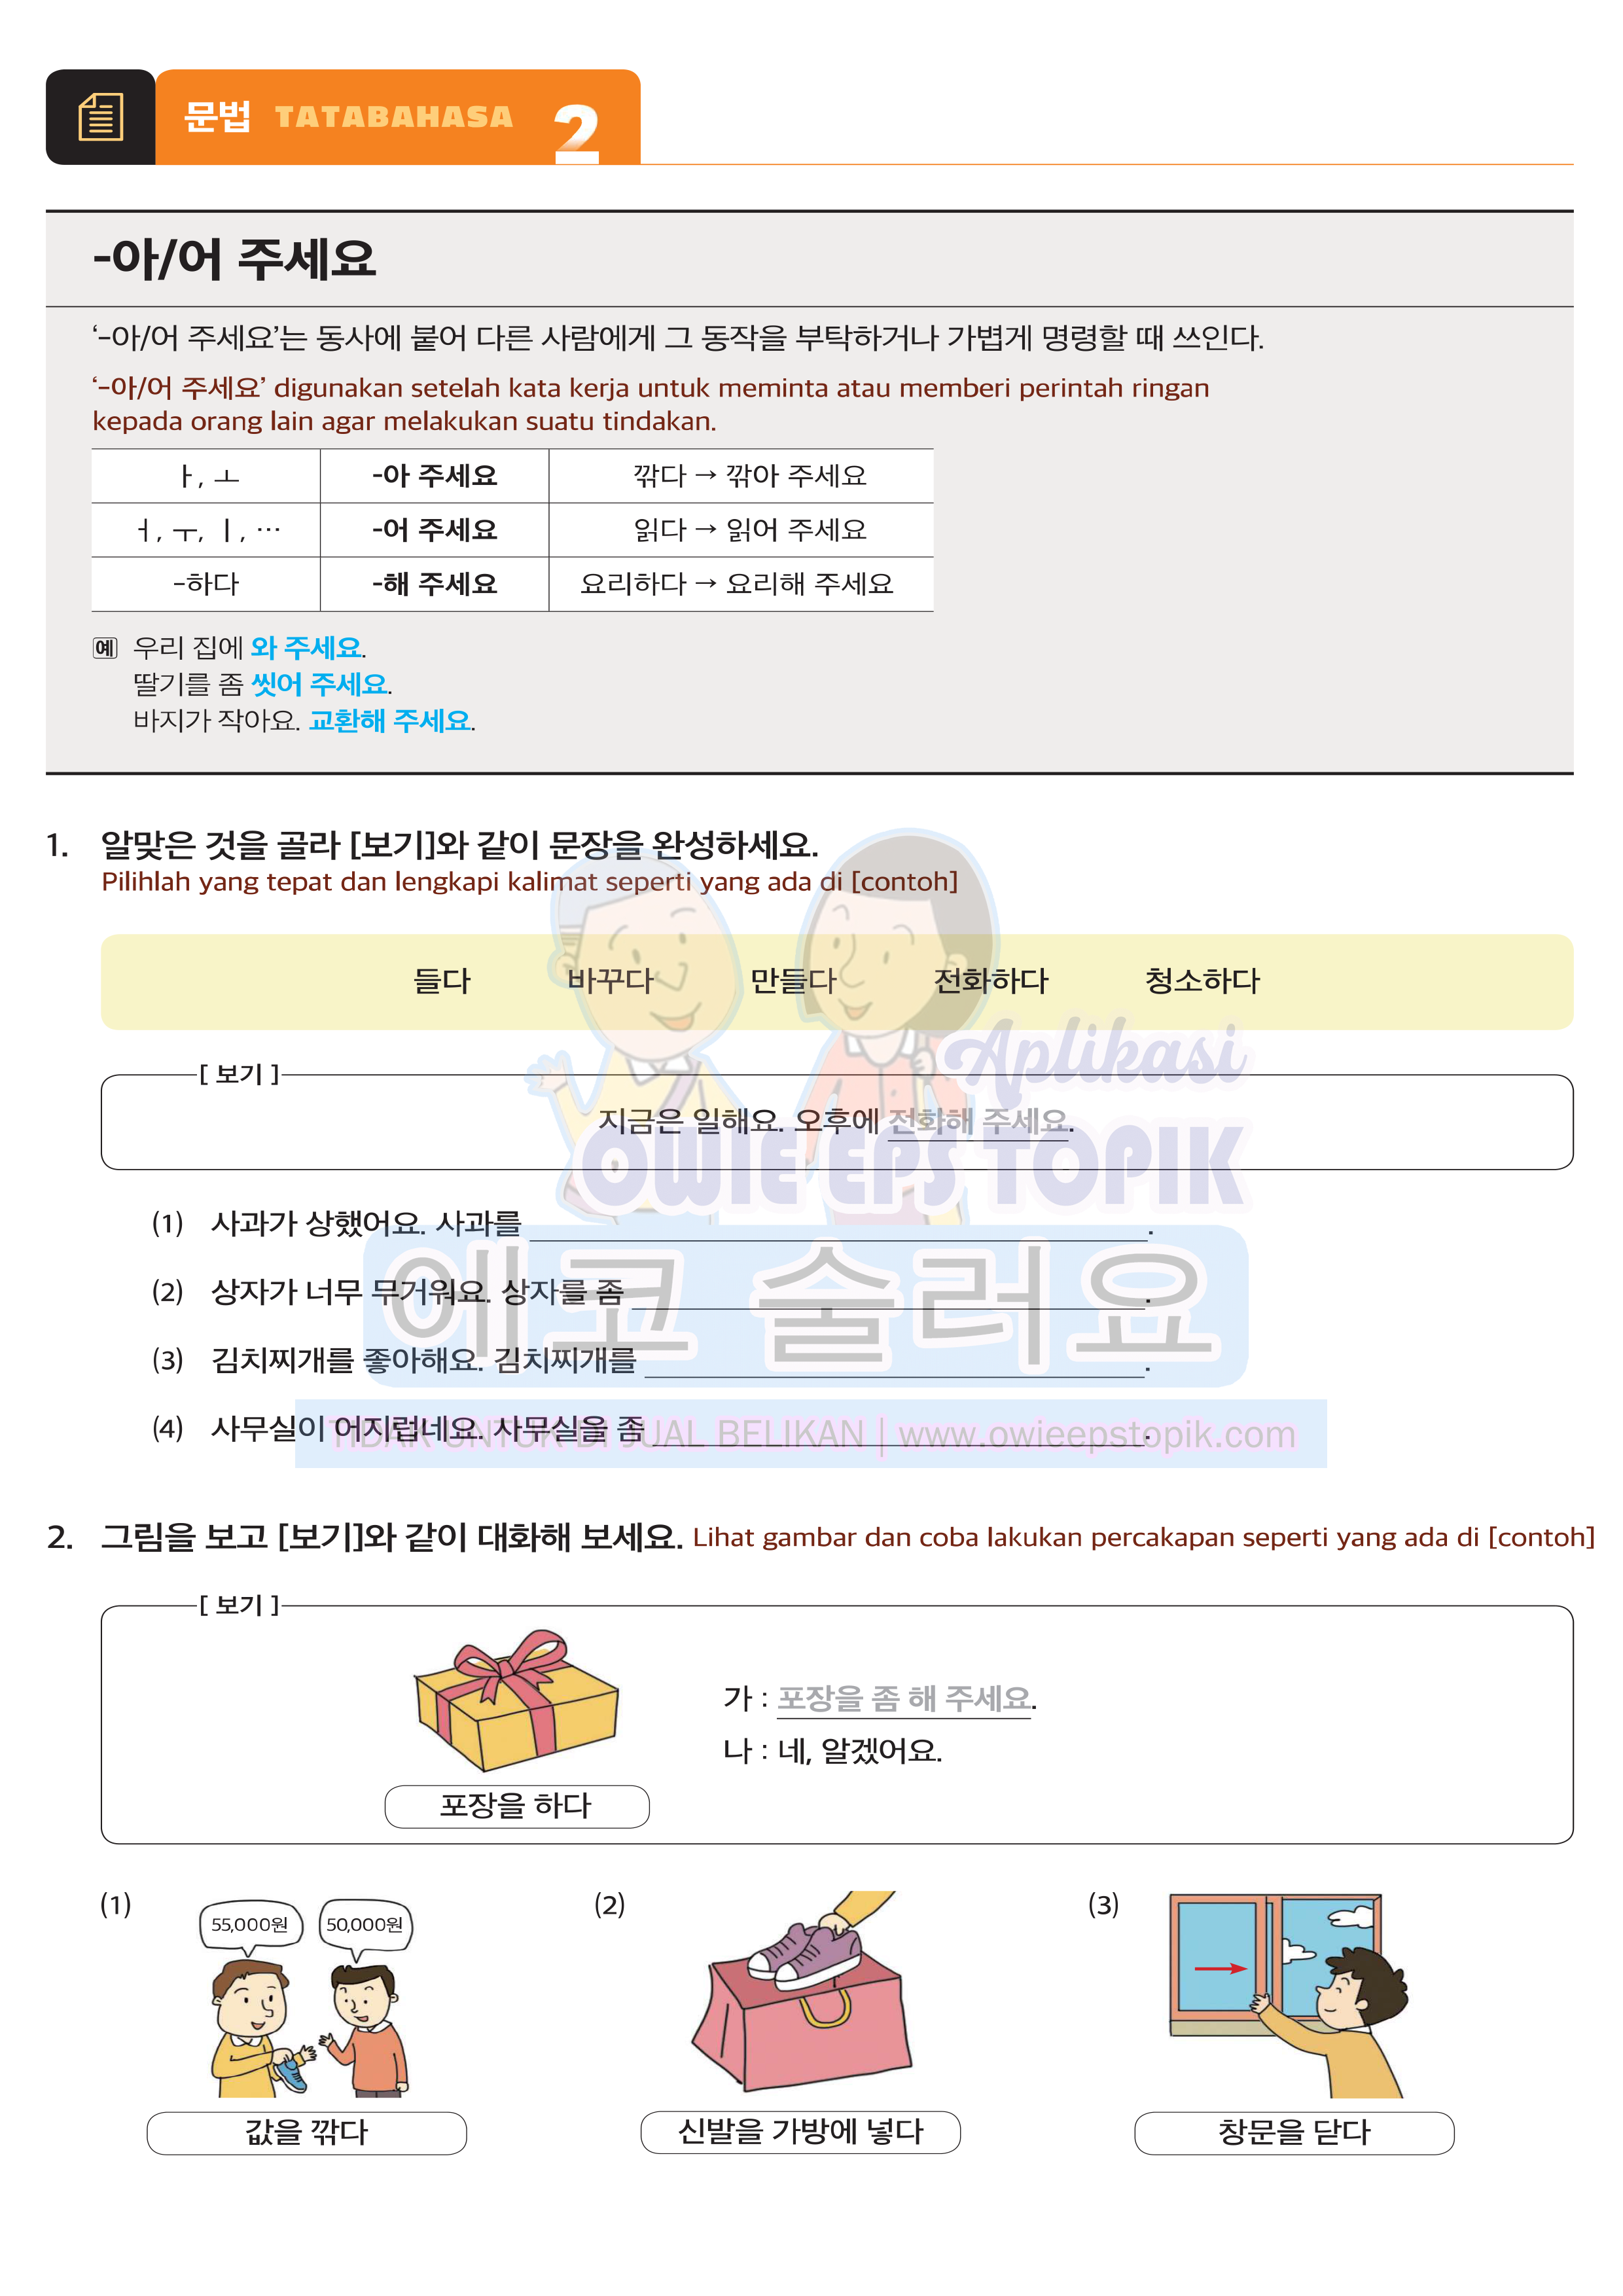 문법 TATABAHASA 2
-아/어 주세요
‘-아/어 주세요’는 동사에 붙어 다른 사람에게 그 동작을 부탁하거나 가볍게 명령할 때 쓰인다.
‘-아/어 주세요’ digunakan setelah kata kerja untuk meminta atau memberi perintah ringan
kepada orang lain agar melakukan suatu tindakan.
ㅏ, ㅗ -아 주세요 깎다 → 깎아 주세요
ㅓ, ㅜ, ㅣ, … -어 주세요 읽다 → 읽어 주세요
-하다 -해 주세요 요리하다 → 요리해 주세요
예 우리 집에 와 주세요.
딸기를 좀 씻어 주세요.
바지가 작아요. 교환해 주세요.
1. 알맞은 것을 골라 [보기]와 같이 문장을 완성하세요.
Pilihlah yang tepat dan lengkapi kalimat seperti yang ada di [contoh]
들다 바꾸다 만들다 전화하다 청소하다
[ 보기 ]
지금은 일해요. 오후에 전화해 주세요.
Aplikasi
OWIE EPS TOPIK
(1) 사과가 상했어요. 사과를 .
(2) 상자가 너무 무거워요. 상자를 좀 .
에코 술러요
(3) 김치찌개를 좋아해요. 김치찌개를 .
(4) 사무실이 어지럽네요. 사무실을 좀 .
TIDAK UNTUK DI JUAL BELIKAN | www.owieepstopik.com
2. 그림을 보고 [보기]와 같이 대화해 보세요. Lihat gambar dan coba lakukan percakapan seperti yang ada di [contoh]
[ 보기 ]
가 : 포장을 좀 해 주세요.
나 : 네, 알겠어요.
포장을 하다
(1) (2) (3)
55,000원 50,000원
값을 깎다 신발을 가방에 넣다 창문을 닫다